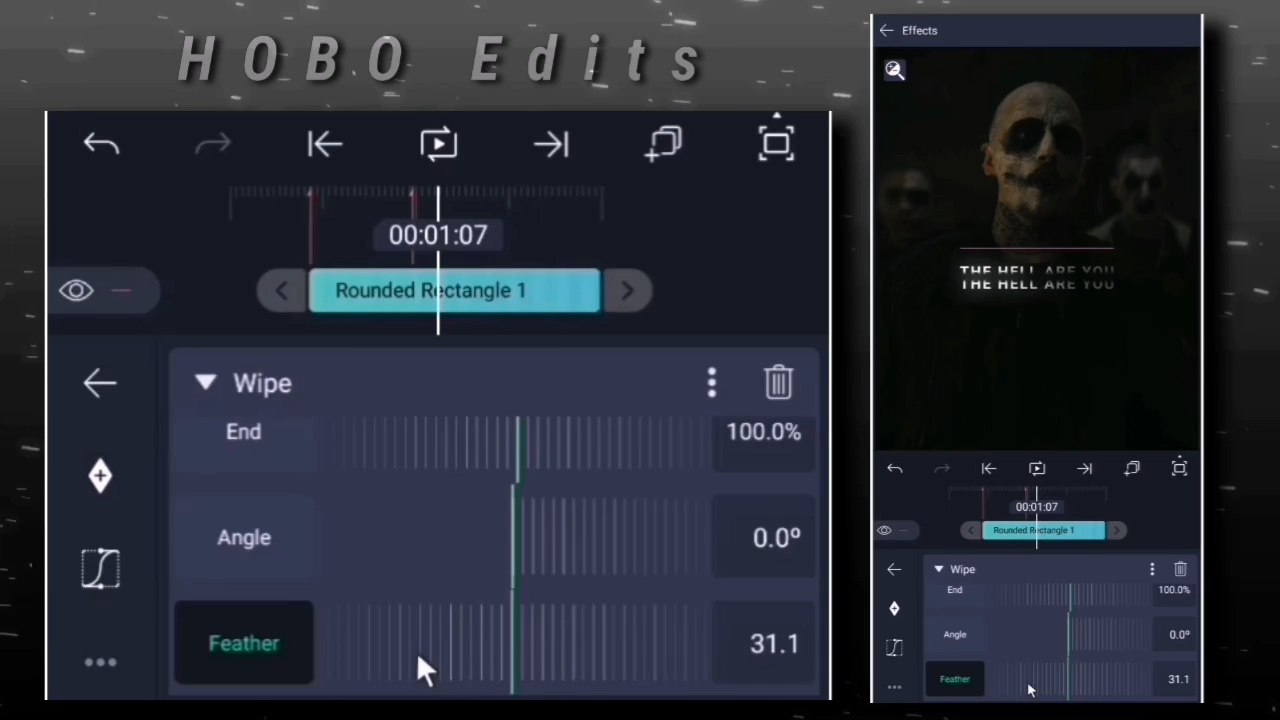 HOBO Edits
00:01:07
Rounded Rectangle 1
Wipe
End 100.0%
Angle 0.0º
Feather 31.1
Effects
THE HELL ARE YOU
THE HELL ARE YOU
00:01:07
Rounded Rectangle 1
Wipe
End 100.0%
Angle 0.0º
Feather 31.1